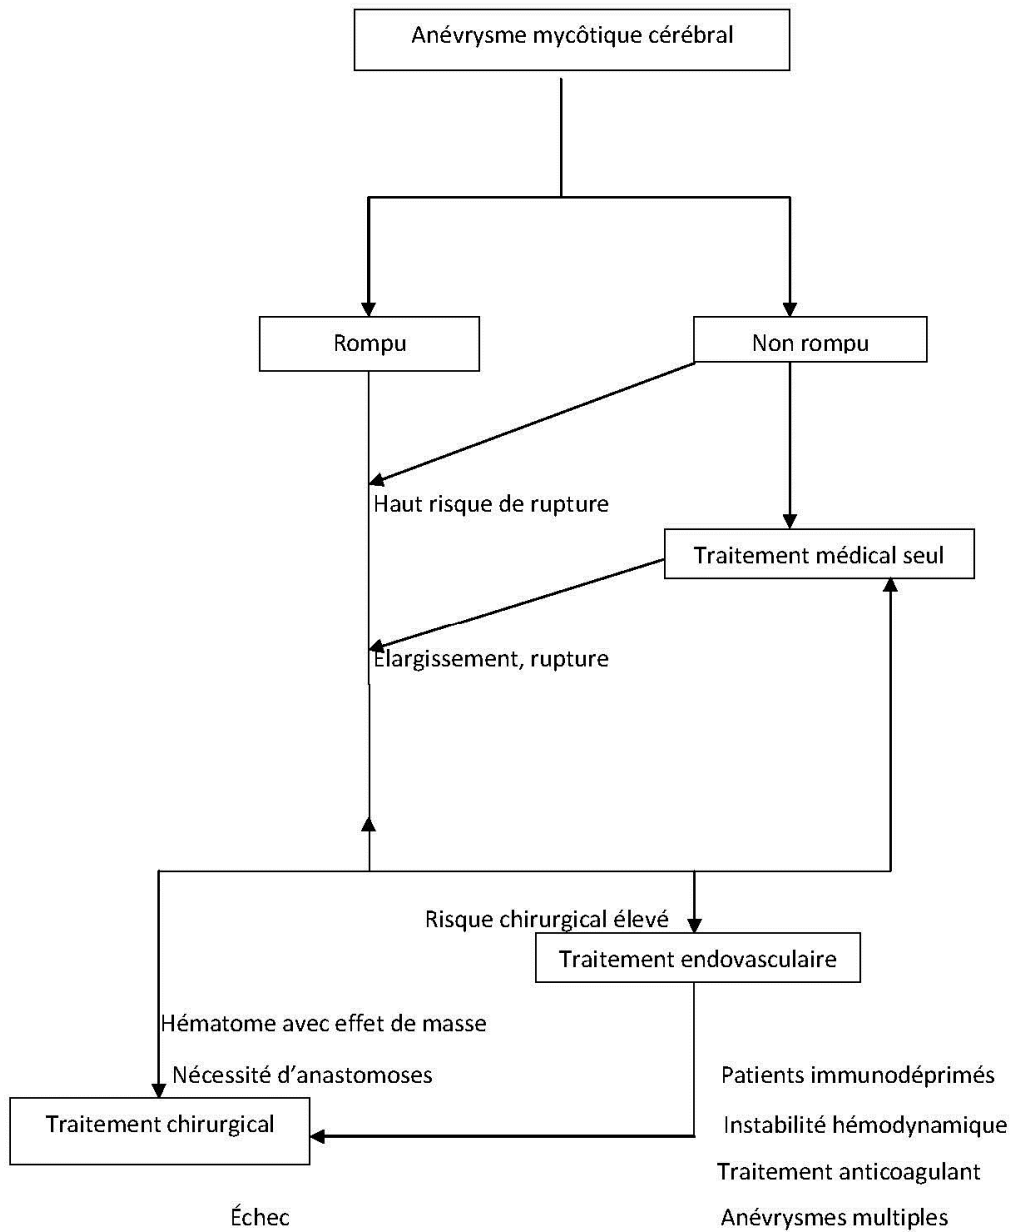 Anévrysme mycôtique cérébral
Rompu
Non rompu
Haut risque de rupture
Traitement médical seul
Elargissement, rupture
Risque chirurgical élevé
Traitement endovasculaire
Hématome avec effet de masse
Nécessité d’anastomoses
Patients immunodéprimés
Traitement chirurgical
Instabilité hémodynamique
Traitement anticoagulant
Échec
Anévrysmes multiples